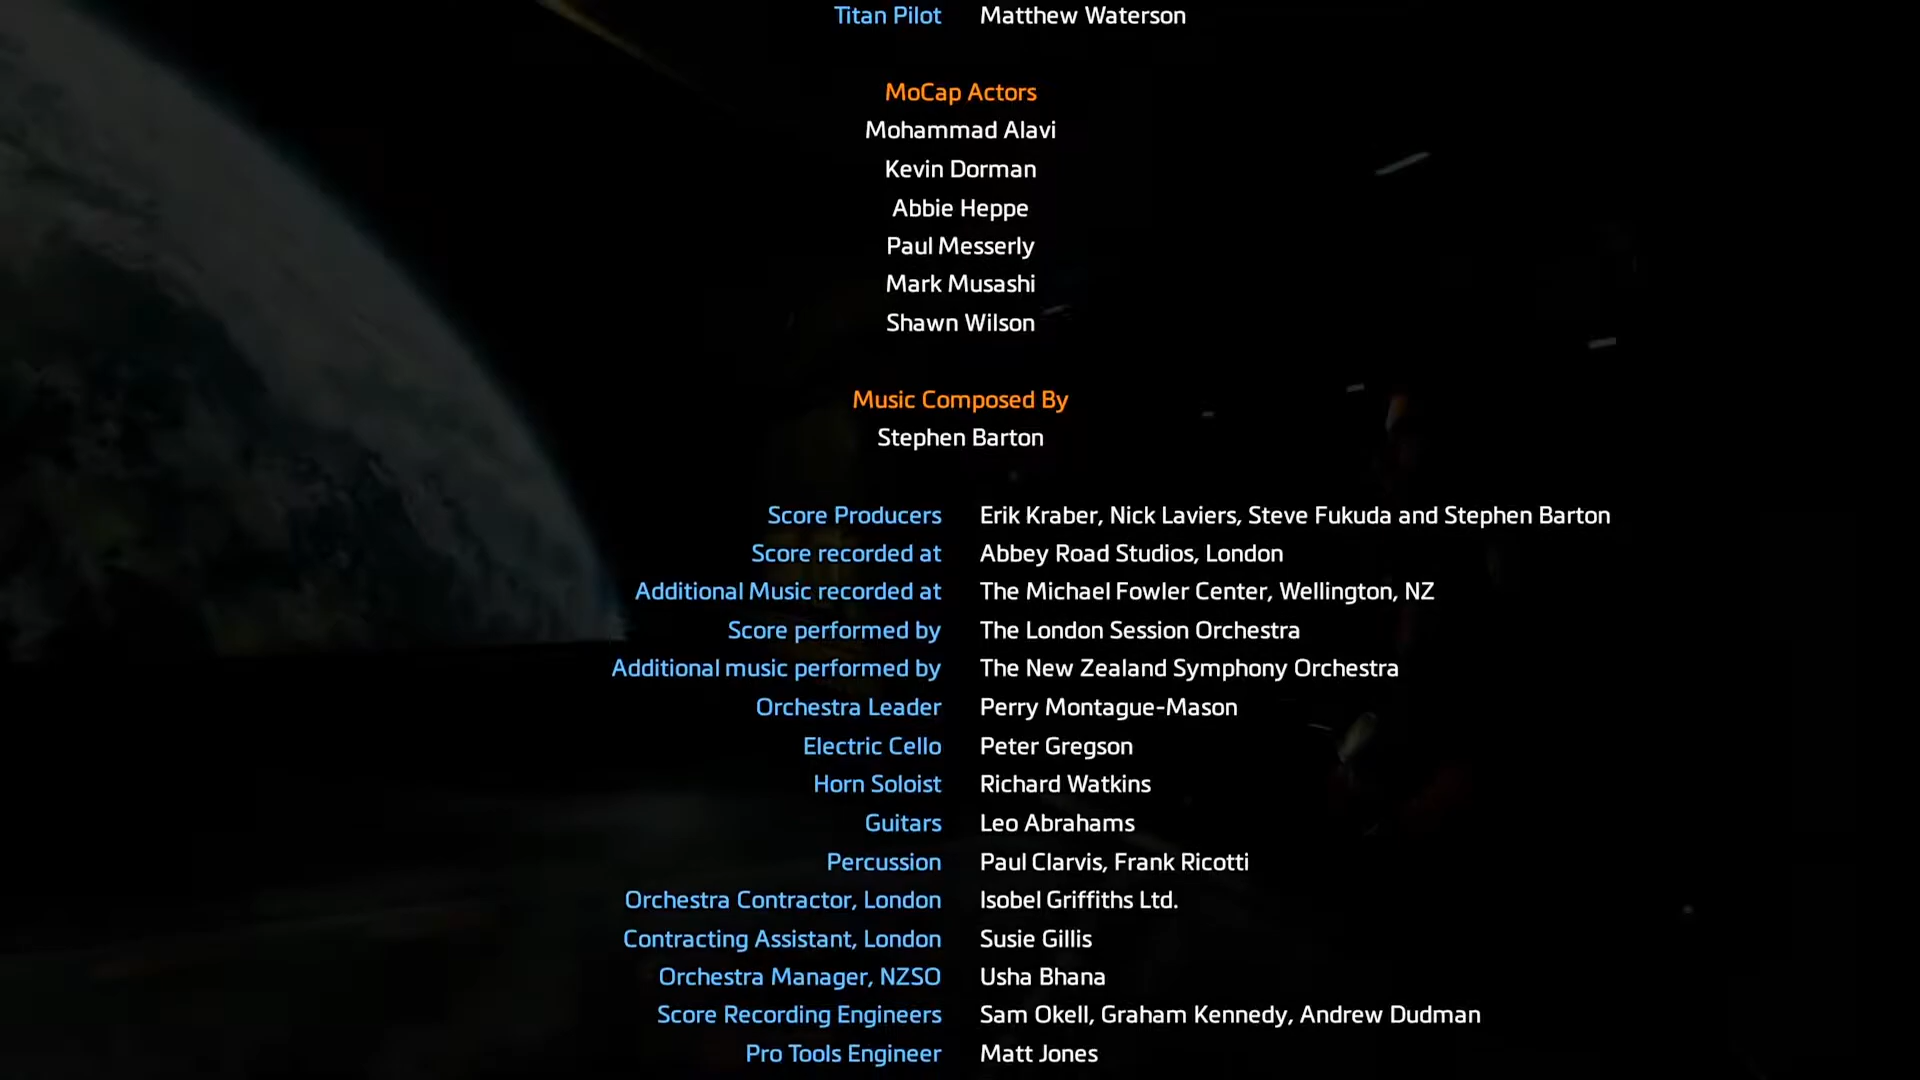 Titan Pilot Matthew Waterson
MoCap Actors
Mohammad Alavi
Kevin Dorman
Abbie Heppe
Paul Messerly
Mark Musashi
Shawn Wilson
Music Composed By
Stephen Barton
Score Producers Erik Kraber, Nick Laviers, Steve Fukuda and Stephen Barton
Score recorded at Abbey Road Studios, London
Additional Music recorded at The Michael Fowler Center, Wellington, NZ
Score performed by The London Session Orchestra
Additional music performed by The New Zealand Symphony Orchestra
Orchestra Leader Perry Montague-Mason
Electric Cello Peter Gregson
Horn Soloist Richard Watkins
Guitars Leo Abrahams
Percussion Paul Clarvis, Frank Ricotti
Orchestra Contractor, London Isobel Griffiths Ltd.
Contracting Assistant, London Susie Gillis
Orchestra Manager, NZSO Usha Bhana
Score Recording Engineers Sam Okell, Graham Kennedy, Andrew Dudman
Pro Tools Engineer Matt Jones